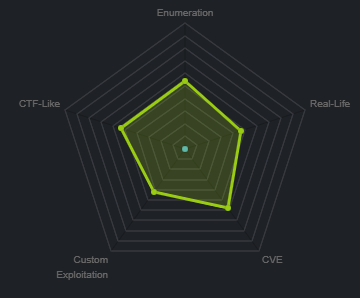 Enumeration
CTF-Like
Real-Life
Custom
Exploitation
CVE